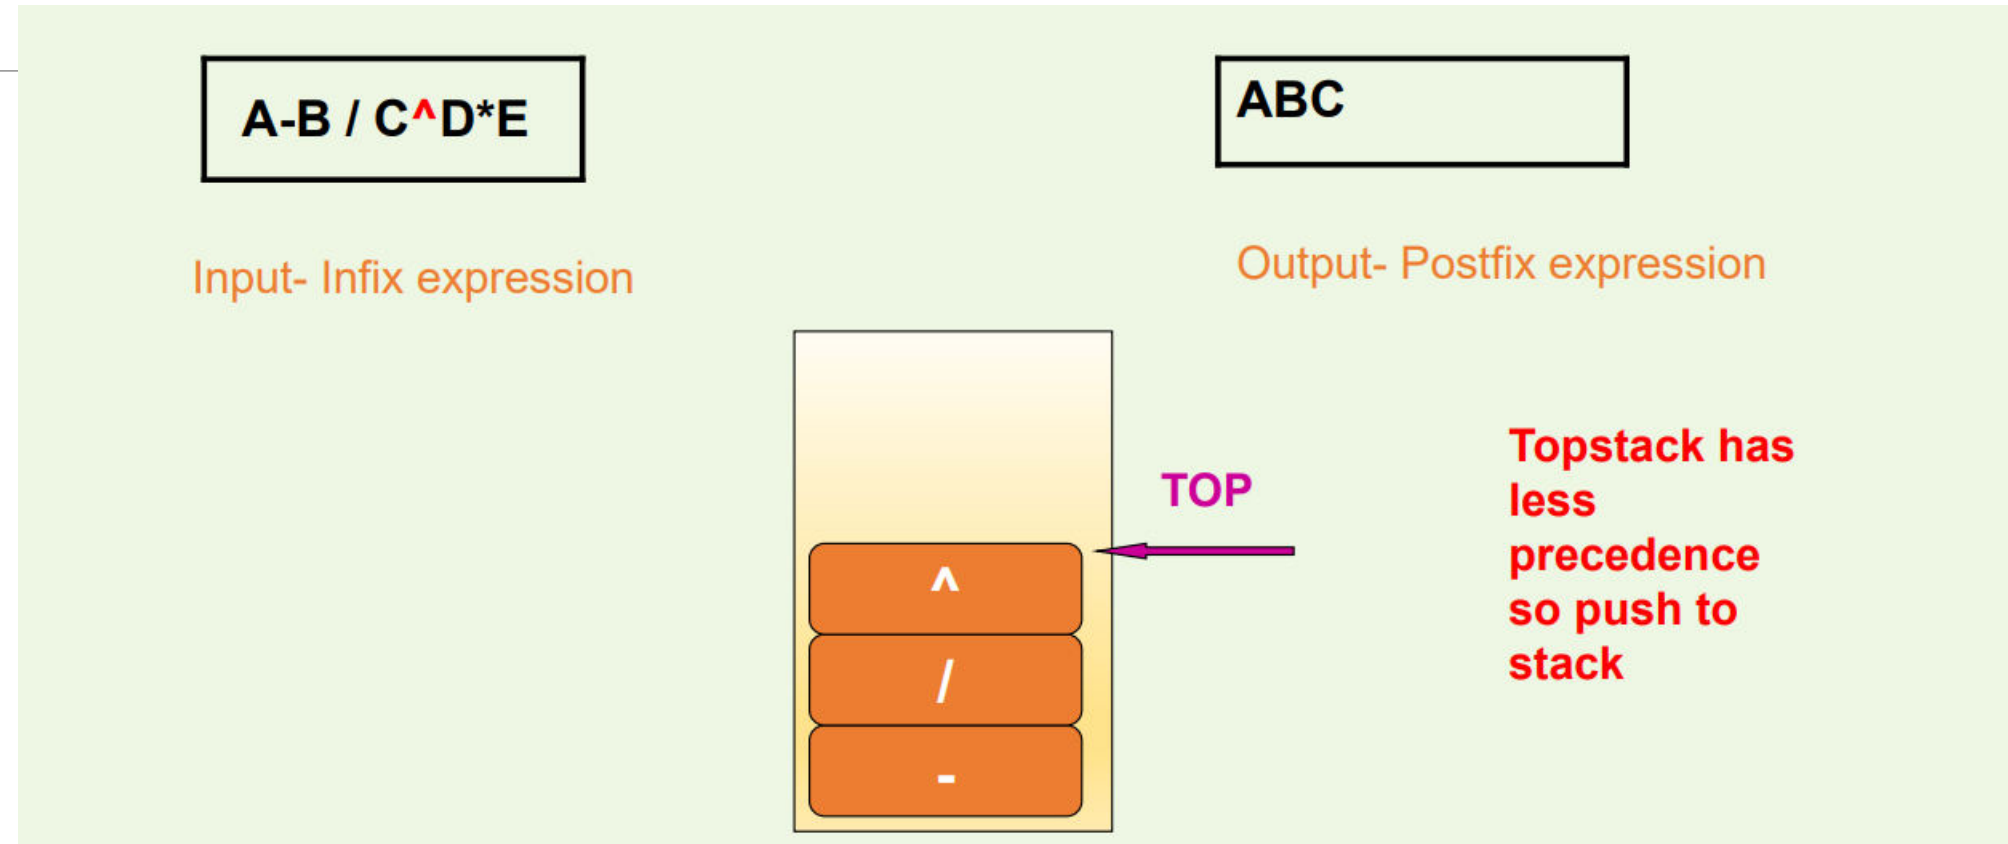 A-B / C^D*E
ABC
Input- Infix expression
Output- Postfix expression
TOP
^
/
-
Topstack has
less
precedence
so push to
stack